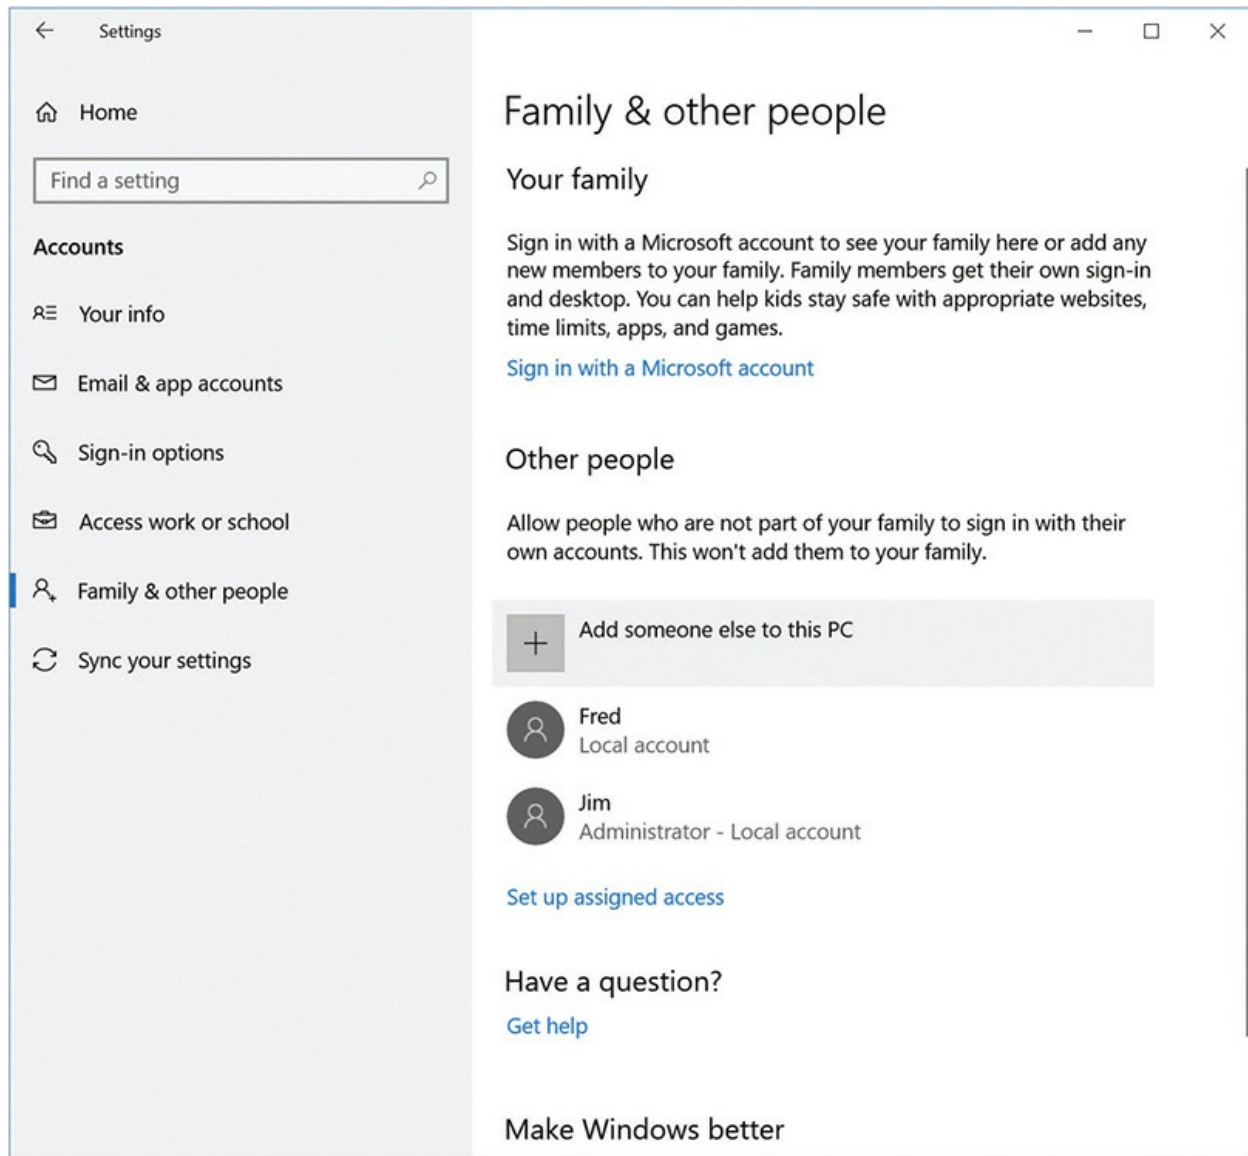 Settings
Home
Find a setting
Accounts
Your info
Email & app accounts
Sign-in options
Access work or school
Family & other people
Sync your settings
Family & other people
Your family
Sign in with a Microsoft account to see your family here or add any
new members to your family. Family members get their own sign-in
and desktop. You can help kids stay safe with appropriate websites,
time limits, apps, and games.
Sign in with a Microsoft account
Other people
Allow people who are not part of your family to sign in with their
own accounts. This won't add them to your family.
Add someone else to this PC
Fred
Local account
Jim
Administrator - Local account
Set up assigned access
Have a question?
Get help
Make Windows better